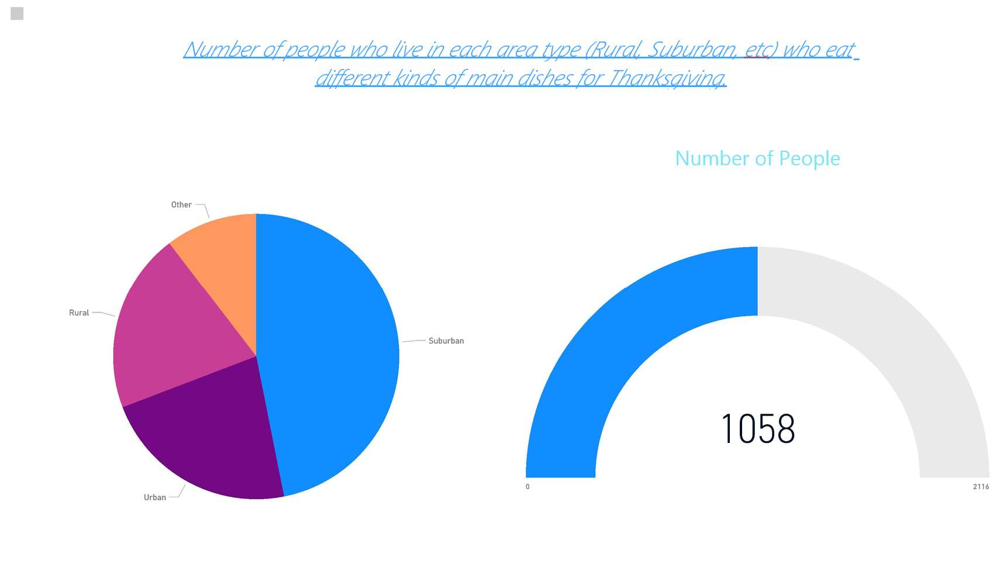 Number of people who live in each area type (Rural, Suburban, etc) who eat
different kinds of main dishes for Thanksgiving.
Number of People
Other
Rural
Suburban
Urban
1058
0
2116